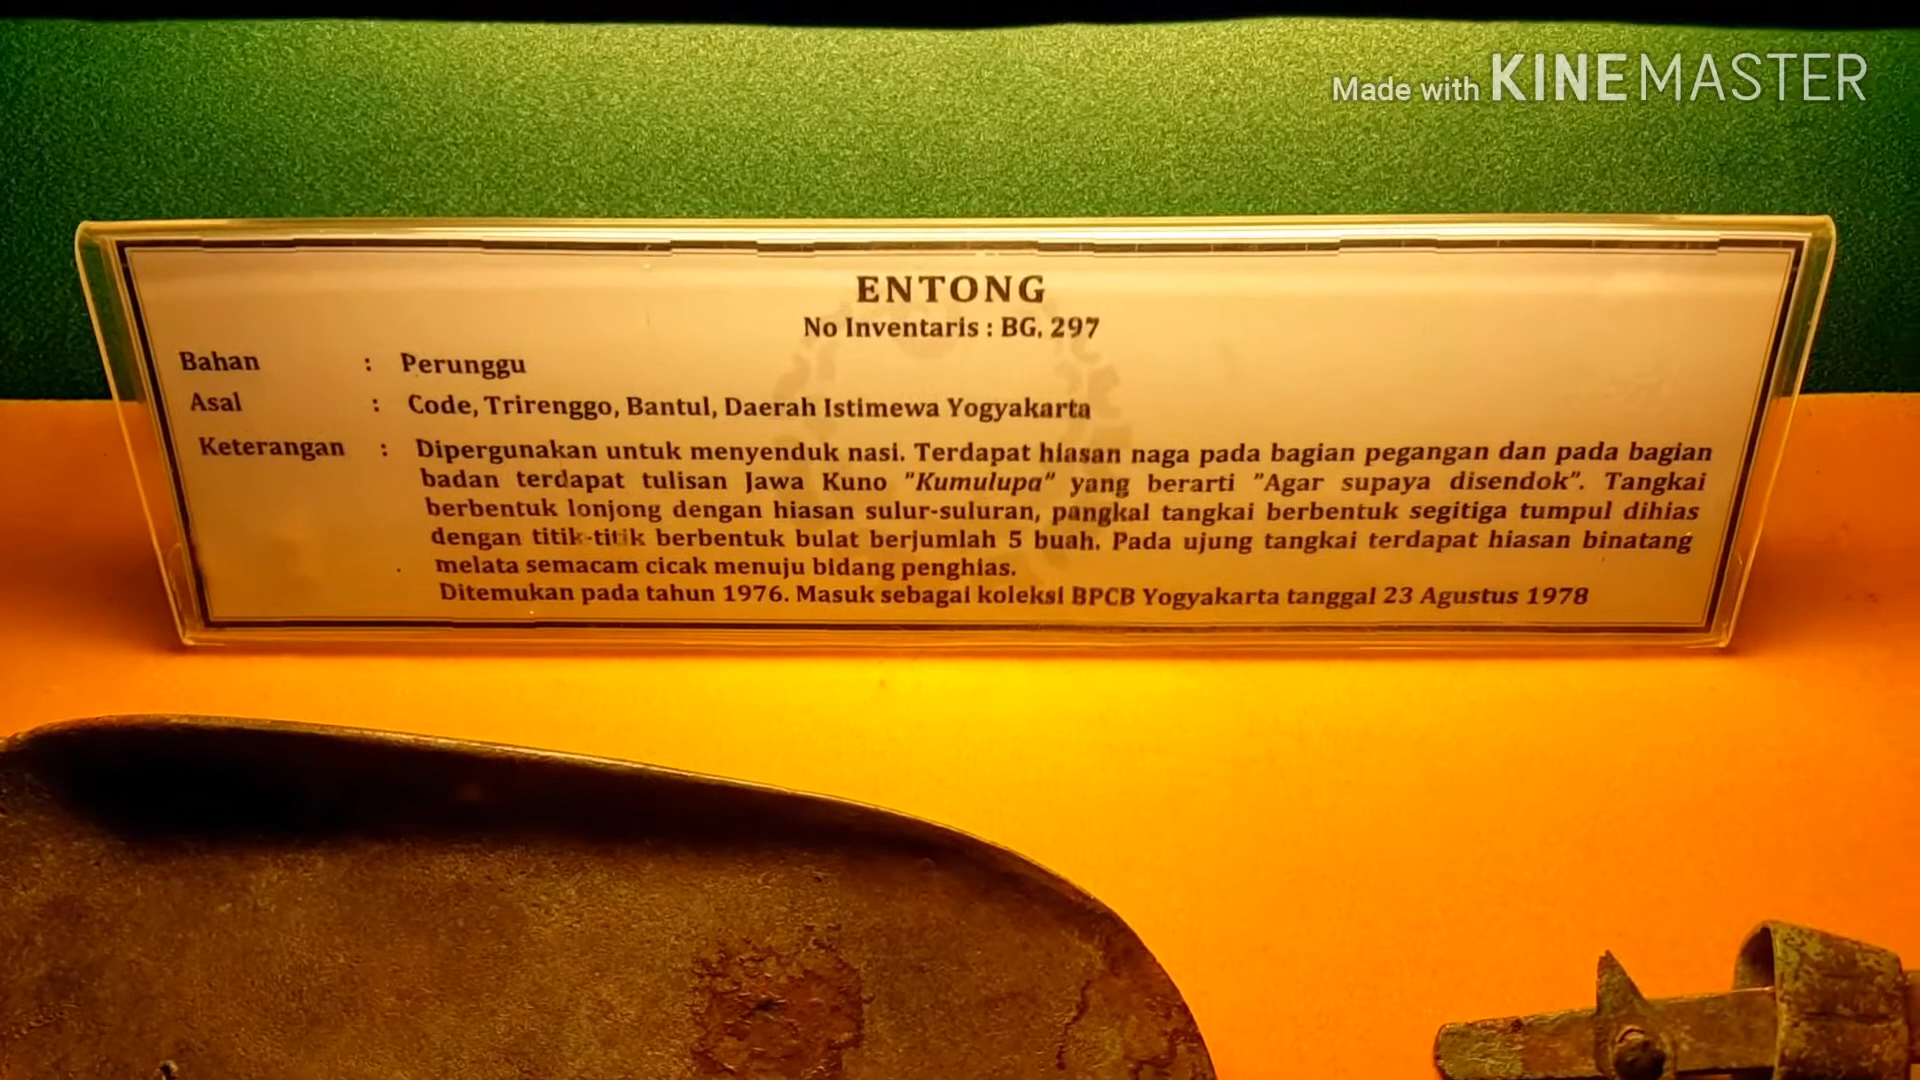 Made with KINEMASTER
ENTONG
No Inventaris : BG. 297
Bahan : Perunggu
Asal : Code, Trirenggo, Bantul, Daerah Istimewa Yogyakarta
Keterangan : Dipergunakan untuk menyenduk nasi. Terdapat hiasan naga pada bagian pegangan dan pada bagian
badan terdapat tulisan Jawa Kuno "Kumulupa" yang berarti "Agar supaya disendok". Tangkai
berbentuk lonjong dengan hiasan sulur-suluran, pangkal tangkai berbentuk segitiga tumpul dihias
dengan titik-titik berbentuk bulat berjumlah 5 buah. Pada ujung tangkai terdapat hiasan binatang
melata semacam cicak menuju bidang penghias.
Ditemukan pada tahun 1976. Masuk sebagai koleksi BPCB Yogyakarta tanggal 23 Agustus 1978